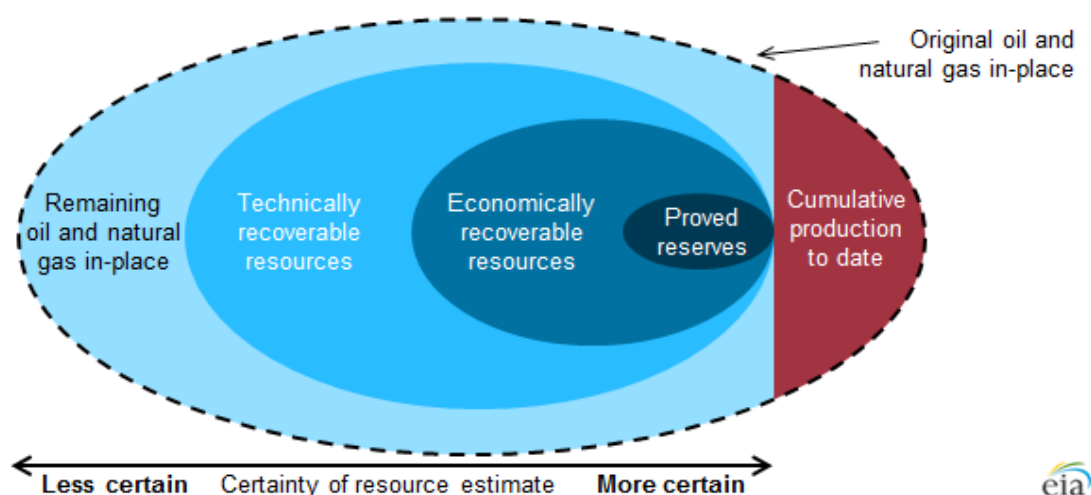 Original oil and
natural gas in-place
Remaining
oil and natural
gas in-place
Technically
recoverable
resources
Economically
recoverable
resources
Proved
reserves
Cumulative
production
to date
Less certain Certainty of resource estimate More certain
eia